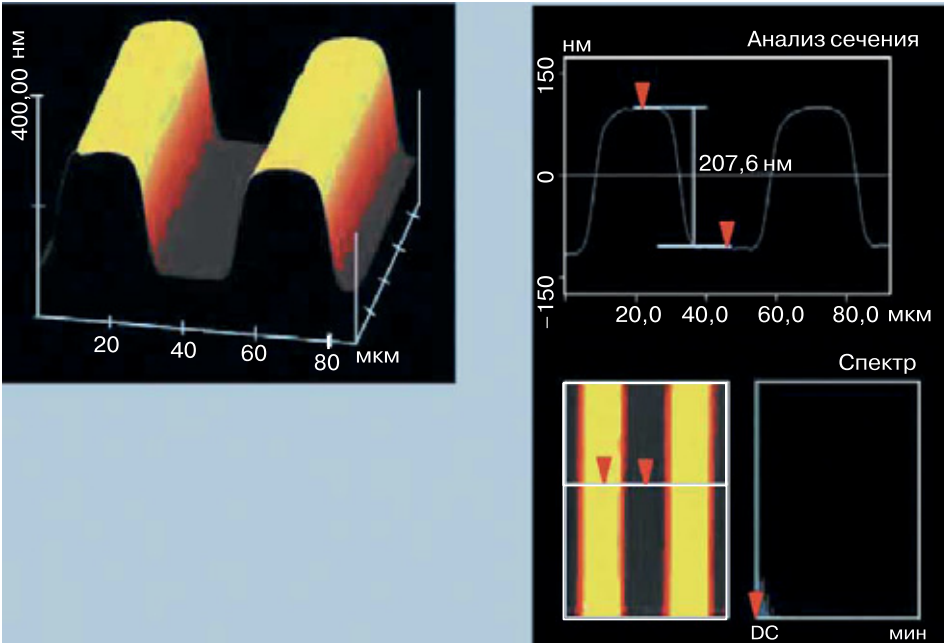 400,00 нм
20
40
60
80
мкм
нм
Анализ сечения
150
0
–150
207,6 нм
20,0
40,0
60,0
80,0
мкм
Спектр
DC
мин